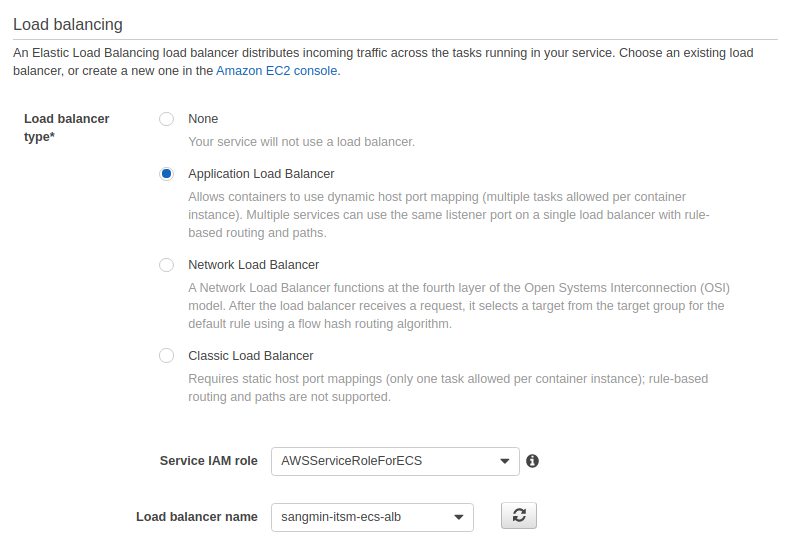 Load balancing
An Elastic Load Balancing load balancer distributes incoming traffic across the tasks running in your service. Choose an existing load
balancer, or create a new one in the Amazon EC2 console.
Load balancer
type*
None
Your service will not use a load balancer.
Application Load Balancer
Allows containers to use dynamic host port mapping (multiple tasks allowed per container
instance). Multiple services can use the same listener port on a single load balancer with rule-
based routing and paths.
Network Load Balancer
A Network Load Balancer functions at the fourth layer of the Open Systems Interconnection (OSI)
model. After the load balancer receives a request, it selects a target from the target group for the
default rule using a flow hash routing algorithm.
Classic Load Balancer
Requires static host port mappings (only one task allowed per container instance); rule-based
routing and paths are not supported.
Service IAM role AWSServiceRoleForECS
Load balancer name sangmin-itsm-ecs-alb